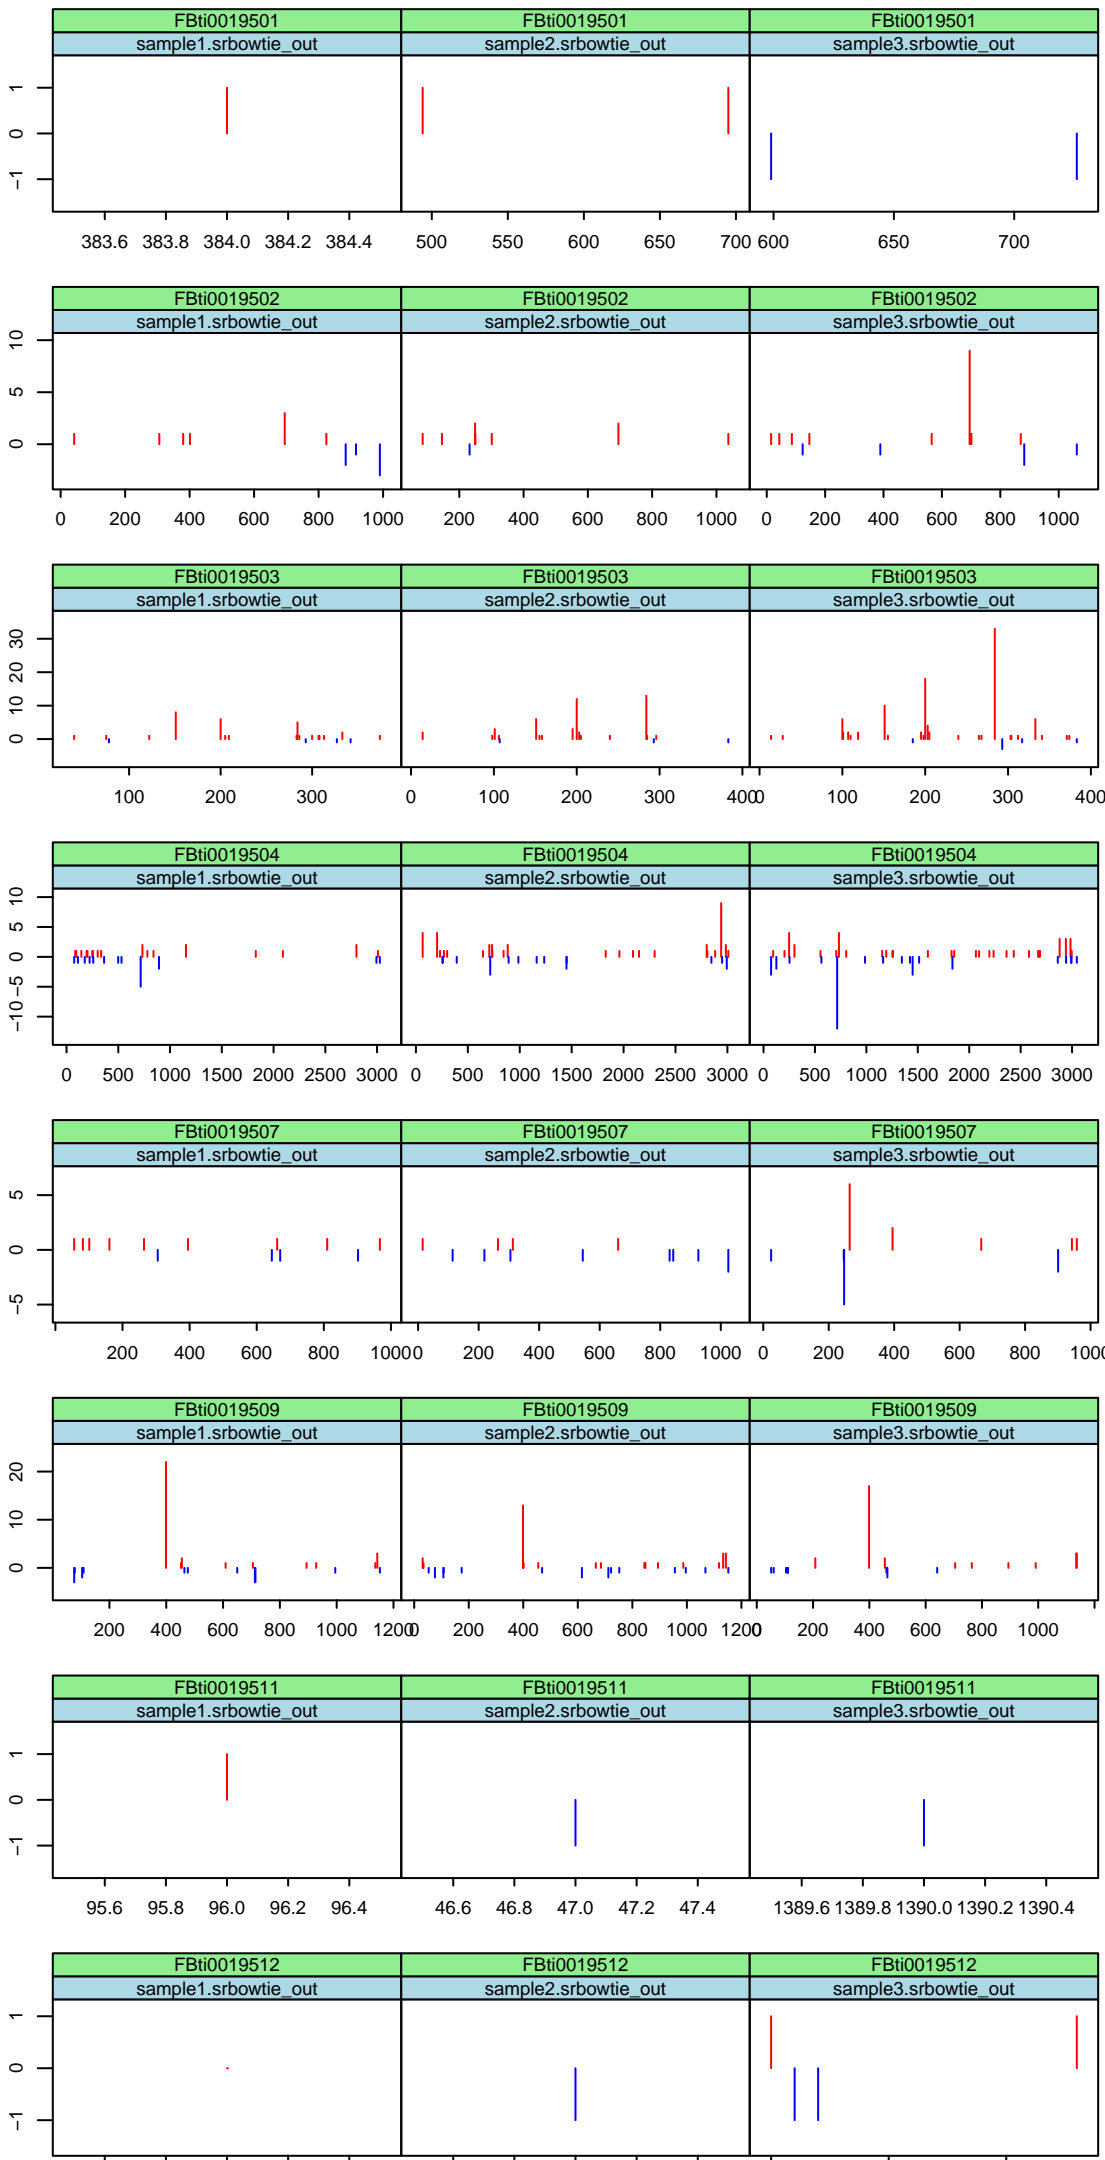 FBti0019501 FBti0019501 FBti0019501
sample1.srbowtie_out sample2.srbowtie_out sample3.srbowtie_out
1
0
−1
383.6 383.8 384.0 384.2 384.4 500 550 600 650 700 600 650 700
FBti0019502 FBti0019502 FBti0019502
sample1.srbowtie_out sample2.srbowtie_out sample3.srbowtie_out
10
5
0
0 200 400 600 800 1000 200 400 600 800 1000 0 200 400 600 800 1000
FBti0019503 FBti0019503 FBti0019503
sample1.srbowtie_out sample2.srbowtie_out sample3.srbowtie_out
30
20
10
0
100 200 300 0 100 200 300 400 0 100 200 300 400
FBti0019504 FBti0019504 FBti0019504
sample1.srbowtie_out sample2.srbowtie_out sample3.srbowtie_out
10
5
0
−5
−10
0 500 1000 1500 2000 2500 3000 0 500 1000 1500 2000 2500 3000 0 500 1000 1500 2000 2500 3000
FBti0019507 FBti0019507 FBti0019507
sample1.srbowtie_out sample2.srbowtie_out sample3.srbowtie_out
5
0
−5
200 400 600 800 1000 0 200 400 600 800 1000 0 200 400 600 800 1000
FBti0019509 FBti0019509 FBti0019509
sample1.srbowtie_out sample2.srbowtie_out sample3.srbowtie_out
20
10
0
200 400 600 800 1000 1200 0 200 400 600 800 1000 1200 0 200 400 600 800 1000
FBti0019511 FBti0019511 FBti0019511
sample1.srbowtie_out sample2.srbowtie_out sample3.srbowtie_out
1
0
−1
95.6 95.8 96.0 96.2 96.4 46.6 46.8 47.0 47.2 47.4 1389.6 1389.8 1390.0 1390.2 1390.4
FBti0019512 FBti0019512 FBti0019512
sample1.srbowtie_out sample2.srbowtie_out sample3.srbowtie_out
1
0
−1